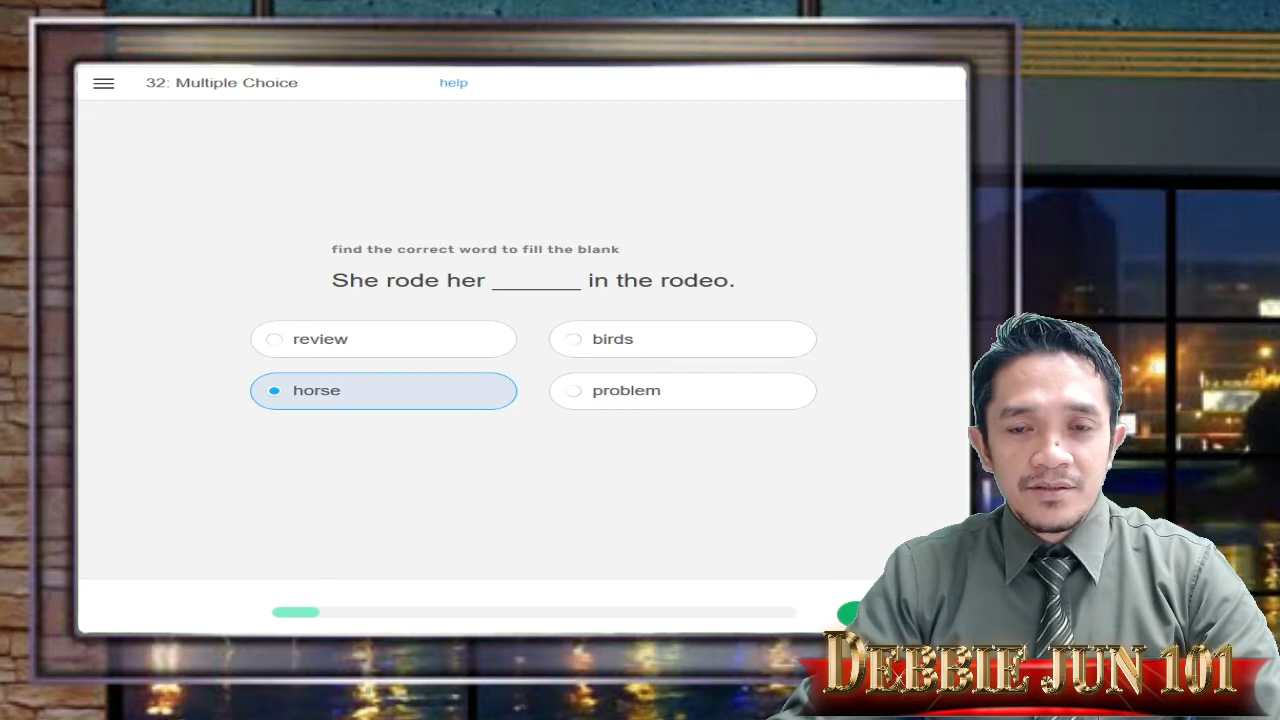 32: Multiple Choice
help
find the correct word to fill the blank
She rode her ________ in the rodeo.
review
birds
horse
problem
DEBBIE JUN 101